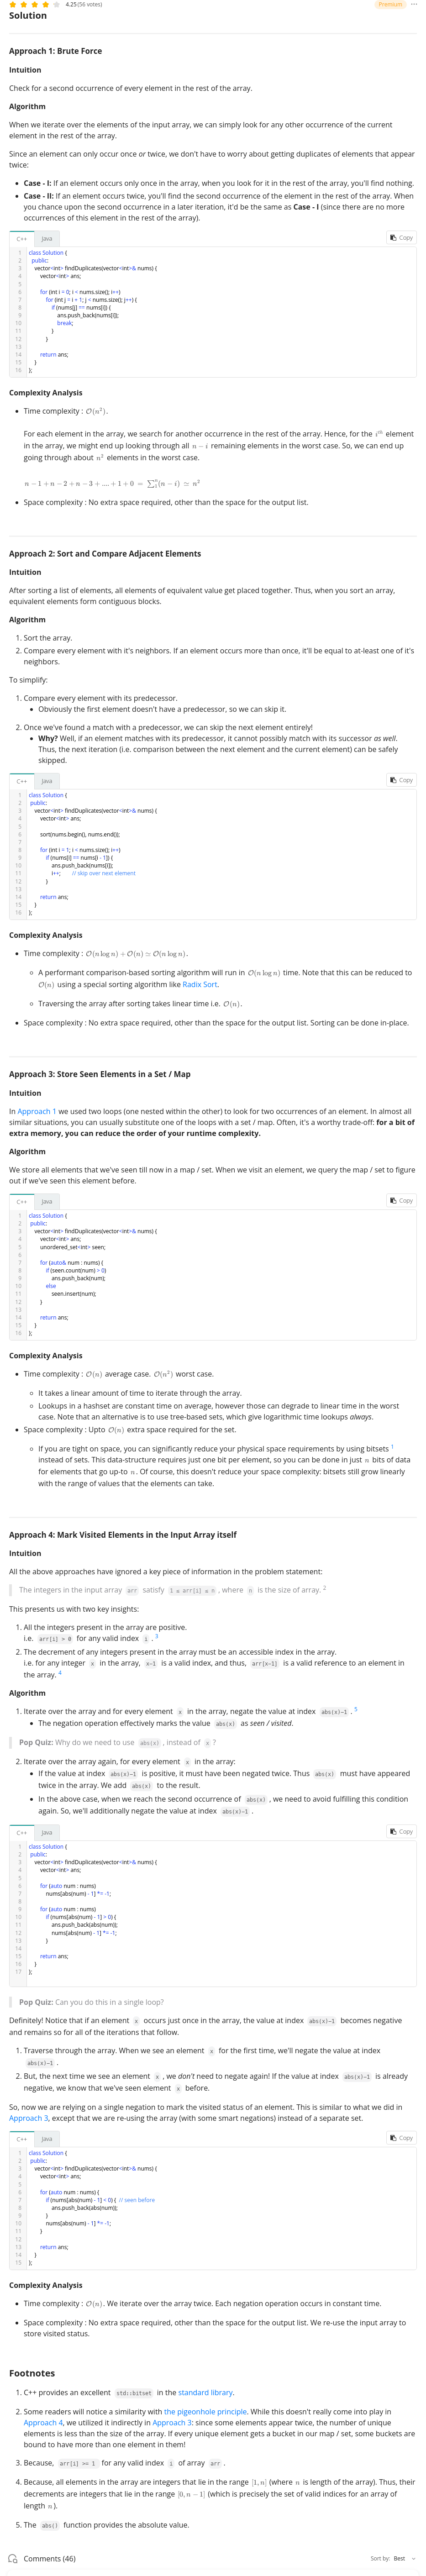 4.25 (56 votes)
Premium
Solution
Approach 1: Brute Force
Intuition
Check for a second occurrence of every element in the rest of the array.
Algorithm
When we iterate over the elements of the input array, we can simply look for any other occurrence of the current
element in the rest of the array.
Since an element can only occur once or twice, we don't have to worry about getting duplicates of elements that appear
twice:
• Case - I: If an element occurs only once in the array, when you look for it in the rest of the array, you'll find nothing.
• Case - II: If an element occurs twice, you'll find the second occurrence of the element in the rest of the array. When
you chance upon the second occurrence in a later iteration, it'd be the same as Case - I (since there are no more
occurrences of this element in the rest of the array).
C++ Java Copy
1 class Solution {
2 public:
3 vector<int> findDuplicates(vector<int>& nums) {
4 vector<int> ans;
5
6 for (int i = 0; i < nums.size(); i++)
7 for (int j = i + 1; j < nums.size(); j++) {
8 if (nums[j] == nums[i]) {
9 ans.push_back(nums[i]);
10 break;
11 }
12 }
13
14 return ans;
15 }
16 };
Complexity Analysis
• Time complexity : O(n²).
For each element in the array, we search for another occurrence in the rest of the array. Hence, for the iᵗʰ element
in the array, we might end up looking through all n − i remaining elements in the worst case. So, we can end up
going through about n² elements in the worst case.
n − 1 + n − 2 + n − 3 + .... + 1 + 0 = ∑₁ⁿ(n − i) ≃ n²
• Space complexity : No extra space required, other than the space for the output list.
Approach 2: Sort and Compare Adjacent Elements
Intuition
After sorting a list of elements, all elements of equivalent value get placed together. Thus, when you sort an array,
equivalent elements form contiguous blocks.
Algorithm
1. Sort the array.
2. Compare every element with it's neighbors. If an element occurs more than once, it'll be equal to at-least one of it's
neighbors.
To simplify:
1. Compare every element with its predecessor.
• Obviously the first element doesn't have a predecessor, so we can skip it.
2. Once we've found a match with a predecessor, we can skip the next element entirely!
• Why? Well, if an element matches with its predecessor, it cannot possibly match with its successor as well.
Thus, the next iteration (i.e. comparison between the next element and the current element) can be safely
skipped.
C++ Java Copy
1 class Solution {
2 public:
3 vector<int> findDuplicates(vector<int>& nums) {
4 vector<int> ans;
5
6 sort(nums.begin(), nums.end());
7
8 for (int i = 1; i < nums.size(); i++)
9 if (nums[i] == nums[i - 1]) {
10 ans.push_back(nums[i]);
11 i++; // skip over next element
12 }
13
14 return ans;
15 }
16 };
Complexity Analysis
• Time complexity : O(n log n) + O(n) ≃ O(n log n).
◦ A performant comparison-based sorting algorithm will run in O(n log n) time. Note that this can be reduced to
O(n) using a special sorting algorithm like Radix Sort.
◦ Traversing the array after sorting takes linear time i.e. O(n).
• Space complexity : No extra space required, other than the space for the output list. Sorting can be done in-place.
Approach 3: Store Seen Elements in a Set / Map
Intuition
In Approach 1 we used two loops (one nested within the other) to look for two occurrences of an element. In almost all
similar situations, you can usually substitute one of the loops with a set / map. Often, it's a worthy trade-off: for a bit of
extra memory, you can reduce the order of your runtime complexity.
Algorithm
We store all elements that we've seen till now in a map / set. When we visit an element, we query the map / set to figure
out if we've seen this element before.
C++ Java Copy
1 class Solution {
2 public:
3 vector<int> findDuplicates(vector<int>& nums) {
4 vector<int> ans;
5 unordered_set<int> seen;
6
7 for (auto& num : nums) {
8 if (seen.count(num) > 0)
9 ans.push_back(num);
10 else
11 seen.insert(num);
12 }
13
14 return ans;
15 }
16 };
Complexity Analysis
• Time complexity : O(n) average case. O(n²) worst case.
◦ It takes a linear amount of time to iterate through the array.
◦ Lookups in a hashset are constant on average, however those can degrade to linear time in the worst
case. Note that an alternative is to use tree-based sets, which give logarithmic time lookups always.
• Space complexity : Upto O(n) extra space required for the set.
◦ If you are tight on space, you can significantly reduce your physical space requirements by using bitsets ¹
instead of sets. This data-structure requires just one bit per element, so you can be done in just n bits of data
for elements that go up-to n. Of course, this doesn't reduce your space complexity: bitsets still grow linearly
with the range of values that the elements can take.
Approach 4: Mark Visited Elements in the Input Array itself
Intuition
All the above approaches have ignored a key piece of information in the problem statement:
The integers in the input array arr satisfy 1 ≤ arr[i] ≤ n, where n is the size of array. ²
This presents us with two key insights:
1. All the integers present in the array are positive.
i.e. arr[i] > 0 for any valid index i. ³
2. The decrement of any integers present in the array must be an accessible index in the array.
i.e. for any integer x in the array, x-1 is a valid index, and thus, arr[x-1] is a valid reference to an element in
the array. ⁴
Algorithm
1. Iterate over the array and for every element x in the array, negate the value at index abs(x)-1. ⁵
• The negation operation effectively marks the value abs(x) as seen / visited.
Pop Quiz: Why do we need to use abs(x), instead of x?
2. Iterate over the array again, for every element x in the array:
• If the value at index abs(x)-1 is positive, it must have been negated twice. Thus abs(x) must have appeared
twice in the array. We add abs(x) to the result.
• In the above case, when we reach the second occurrence of abs(x), we need to avoid fulfilling this condition
again. So, we'll additionally negate the value at index abs(x)-1.
C++ Java Copy
1 class Solution {
2 public:
3 vector<int> findDuplicates(vector<int>& nums) {
4 vector<int> ans;
5
6 for (auto num : nums)
7 nums[abs(num) - 1] *= -1;
8
9 for (auto num : nums)
10 if (nums[abs(num) - 1] > 0) {
11 ans.push_back(abs(num));
12 nums[abs(num) - 1] *= -1;
13 }
14
15 return ans;
16 }
17 };
Pop Quiz: Can you do this in a single loop?
Definitely! Notice that if an element x occurs just once in the array, the value at index abs(x)-1 becomes negative
and remains so for all of the iterations that follow.
1. Traverse through the array. When we see an element x for the first time, we'll negate the value at index
abs(x)-1.
2. But, the next time we see an element x, we don't need to negate again! If the value at index abs(x)-1 is already
negative, we know that we've seen element x before.
So, now we are relying on a single negation to mark the visited status of an element. This is similar to what we did in
Approach 3, except that we are re-using the array (with some smart negations) instead of a separate set.
C++ Java Copy
1 class Solution {
2 public:
3 vector<int> findDuplicates(vector<int>& nums) {
4 vector<int> ans;
5
6 for (auto num : nums) {
7 if (nums[abs(num) - 1] < 0) { // seen before
8 ans.push_back(abs(num));
9 }
10 nums[abs(num) - 1] *= -1;
11 }
12
13 return ans;
14 }
15 };
Complexity Analysis
• Time complexity : O(n). We iterate over the array twice. Each negation operation occurs in constant time.
• Space complexity : No extra space required, other than the space for the output list. We re-use the input array to
store visited status.
Footnotes
1. C++ provides an excellent std::bitset in the standard library.
2. Some readers will notice a similarity with the pigeonhole principle. While this doesn't really come into play in
Approach 4, we utilized it indirectly in Approach 3: since some elements appear twice, the number of unique
elements is less than the size of the array. If every unique element gets a bucket in our map / set, some buckets are
bound to have more than one element in them!
3. Because, arr[i] >= 1 for any valid index i of array arr.
4. Because, all elements in the array are integers that lie in the range [1, n] (where n is length of the array). Thus, their
decrements are integers that lie in the range [0, n − 1] (which is precisely the set of valid indices for an array of
length n).
5. The abs() function provides the absolute value.
Comments (46)
Sort by: Best